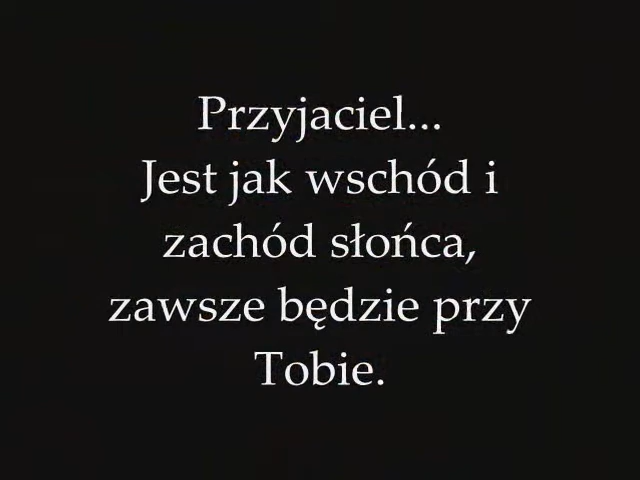 Przyjaciel...
Jest jak wschód i
zachód słońca,
zawsze będzie przy
Tobie.